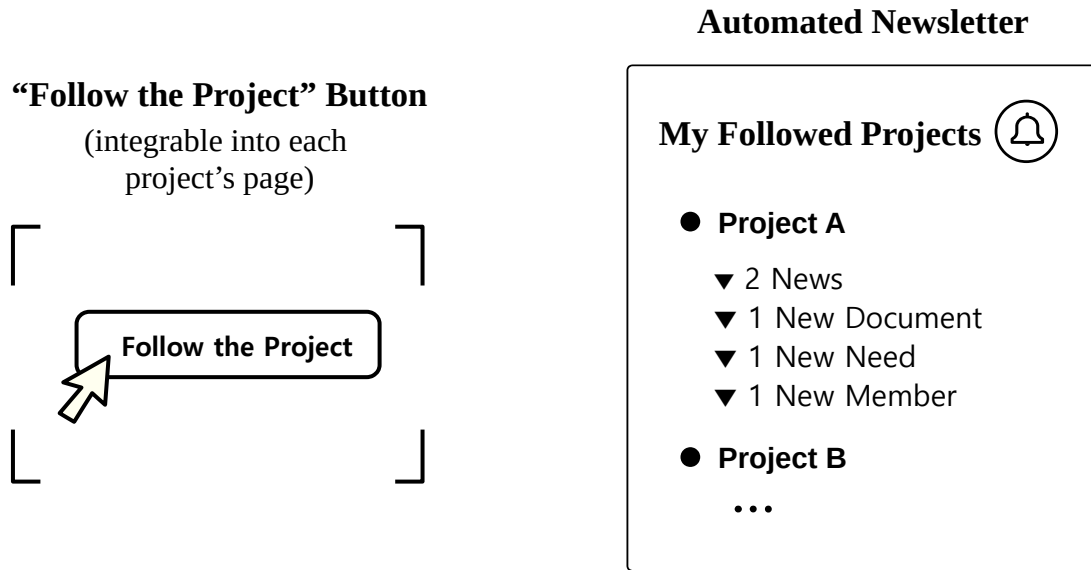 “Follow the Project” Button
(integrable into each
project’s page)
Follow the Project
Automated Newsletter
My Followed Projects
Project A
2 News
1 New Document
1 New Need
1 New Member
Project B
...